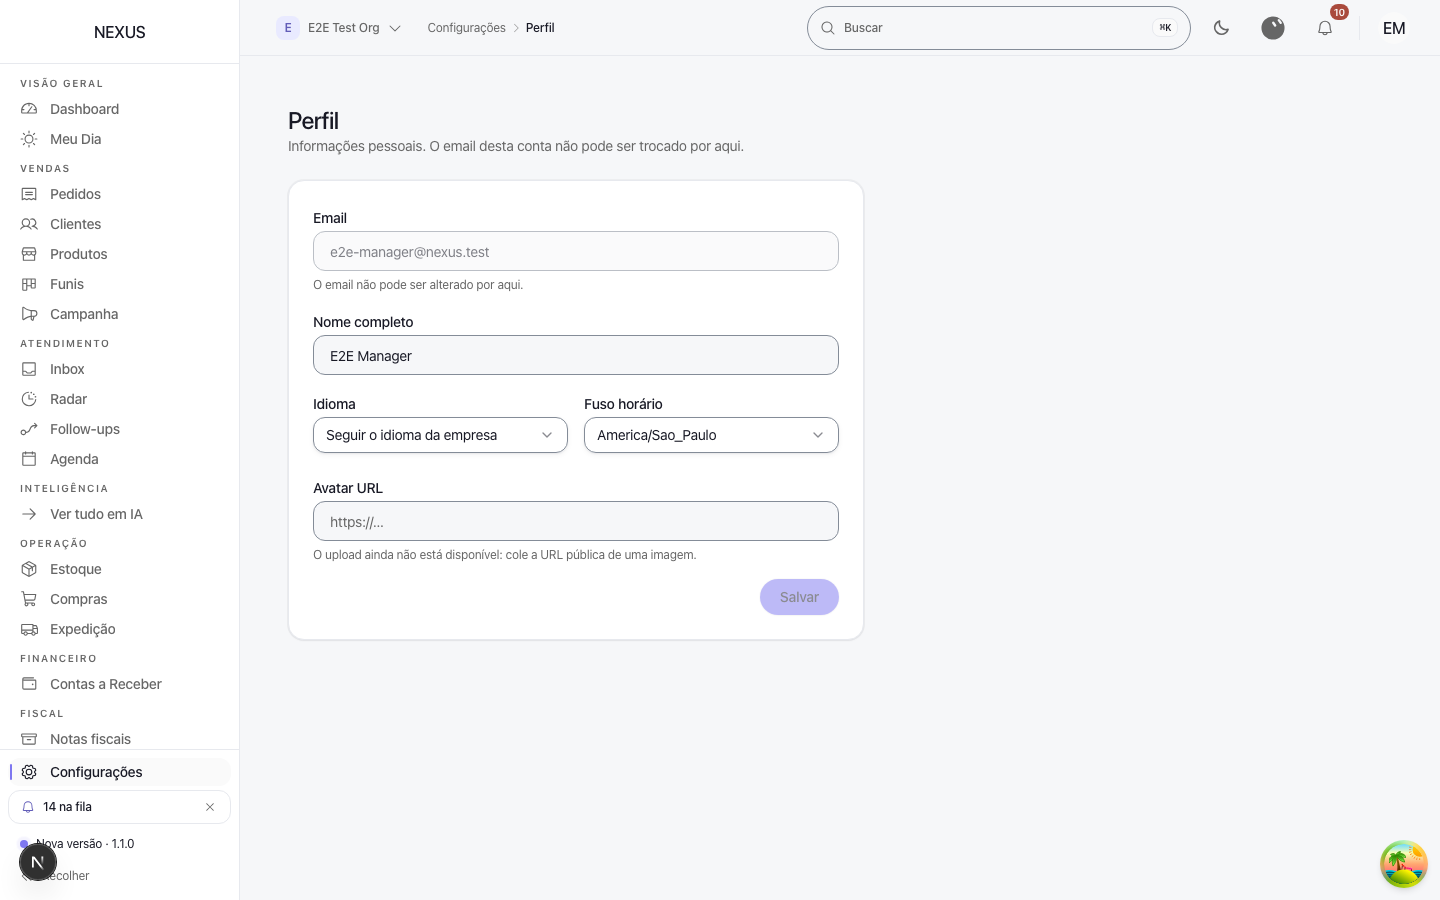 NEXUS
E
E2E Test Org
Configurações
Perfil
Buscar
⌘K
10
EM
VISÃO GERAL
Dashboard
Meu Dia
VENDAS
Pedidos
Clientes
Produtos
Funis
Campanha
ATENDIMENTO
Inbox
Radar
Follow-ups
Agenda
INTELIGÊNCIA
Ver tudo em IA
OPERAÇÃO
Estoque
Compras
Expedição
FINANCEIRO
Contas a Receber
FISCAL
Notas fiscais
Configurações
14 na fila
Nova versão · 1.1.0
N
Recolher
Perfil
Informações pessoais. O email desta conta não pode ser trocado por aqui.
Email
e2e-manager@nexus.test
O email não pode ser alterado por aqui.
Nome completo
E2E Manager
Idioma
Fuso horário
Seguir o idioma da empresa
America/Sao_Paulo
Avatar URL
https://...
O upload ainda não está disponível: cole a URL pública de uma imagem.
Salvar